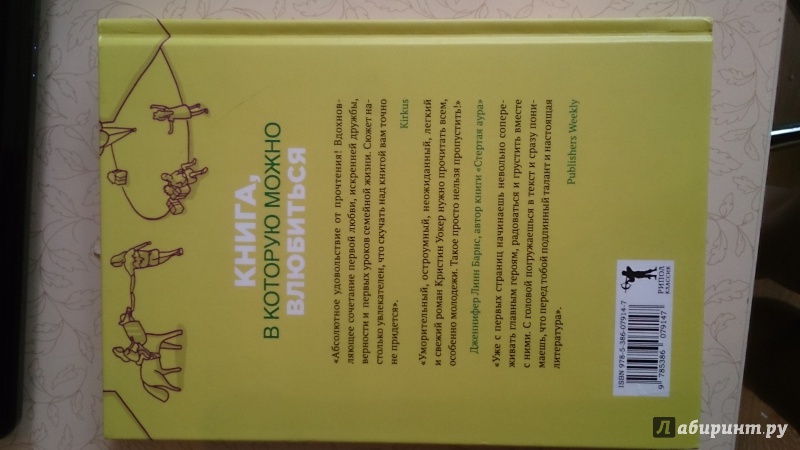 КНИГА,
В КОТОРУЮ МОЖНО
ВЛЮБИТЬСЯ
«Абсолютное удовольствие от прочтения! Вдохнов-
ляющее сочетание первой любви, искренней дружбы,
верности и первых уроков семейной жизни. Сюжет на-
столько увлекателен, что скучать над книгой вам точно
не придется».
Kirkus
«Уморительный, остроумный, неожиданный, легкий
и свежий роман Кристин Уокер нужно прочитать всем,
особенно молодежи. Такое просто нельзя пропустить!»
Дженнифер Линн Барнс, автор книги «Стертая аура»
«Уже с первых страниц начинаешь невольно сопере-
живать главным героям, радоваться и грустить вместе
с ними. С головой погружаешься в текст и сразу пони-
маешь, что перед тобой подлинный талант и настоящая
литература».
Publishers Weekly
РИПОЛ
КЛАССИК
ISBN 978-5-386-07914-7
9 785386 079147
Лабиринт.ру